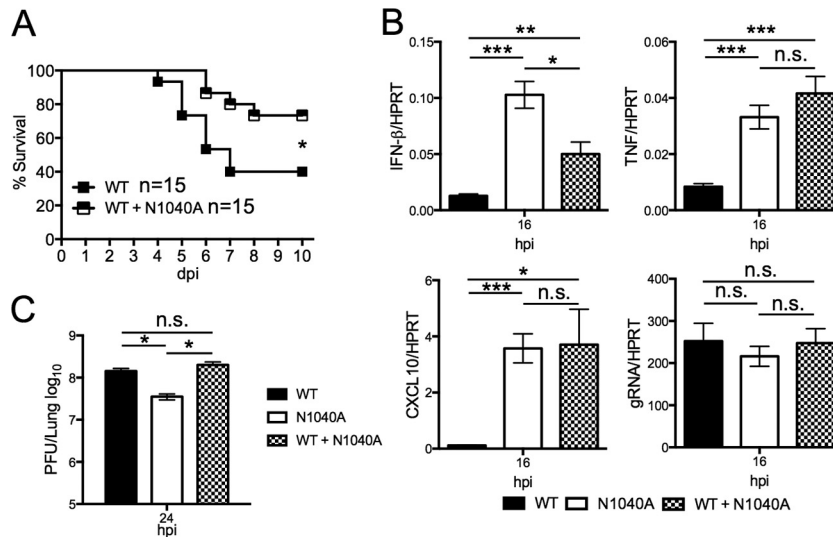 A
% Survival
100
80
60
40
20
0
0 1 2 3 4 5 6 7 8 9 10
dpi
*
WT n=15
WT + N1040A n=15
B
IFN-β/HPRT
0.15
0.10
0.05
0.00
**
***
*
16
hpi
TNF/HPRT
0.06
0.04
0.02
0.00
***
***
n.s.
16
hpi
CXCL10/HPRT
6
4
2
0
*
***
n.s.
16
hpi
gRNA/HPRT
400
300
200
100
0
n.s.
n.s.
n.s.
16
hpi
WT N1040A WT + N1040A
C
PFU/Lung log10
9
8
7
6
5
n.s.
*
*
24
hpi
WT
N1040A
WT + N1040A